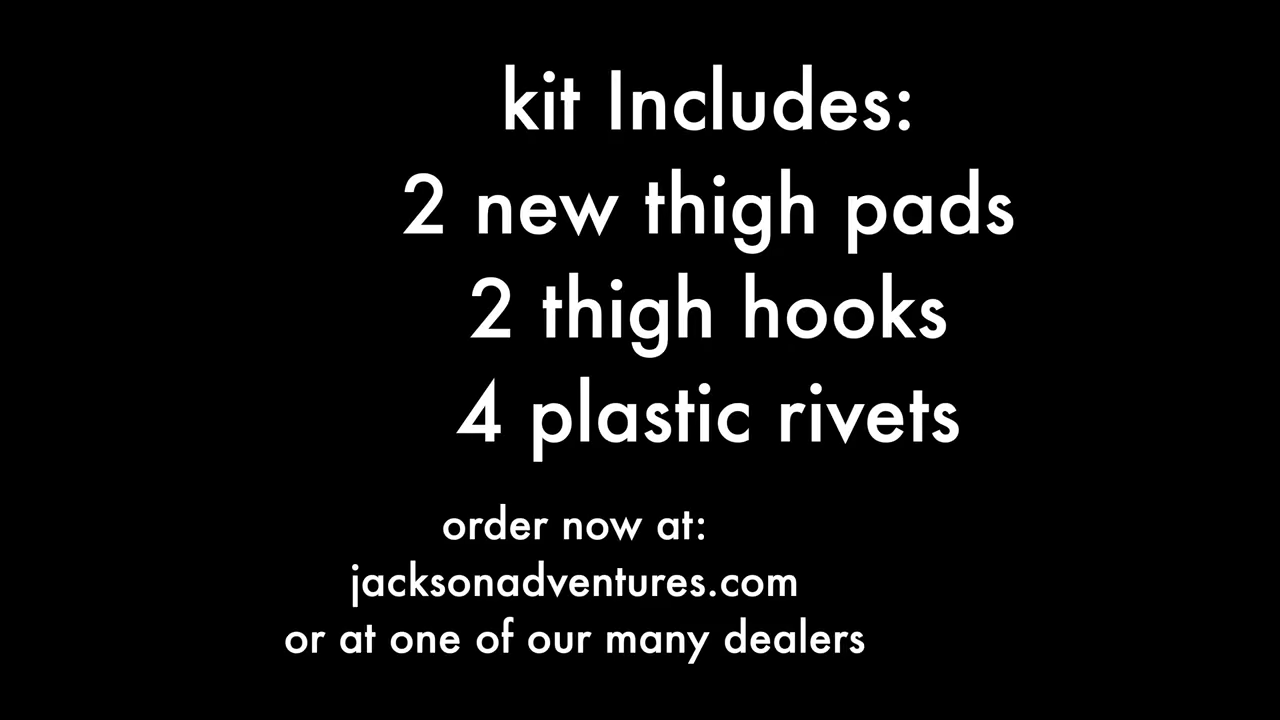 kit Includes:
2 new thigh pads
2 thigh hooks
4 plastic rivets
order now at:
jacksonadventures.com
or at one of our many dealers